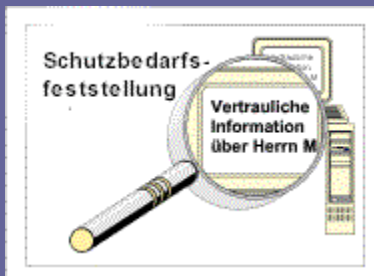 Schutzbedarfs-
feststellung
Vertrauliche
Information
über Herrn M